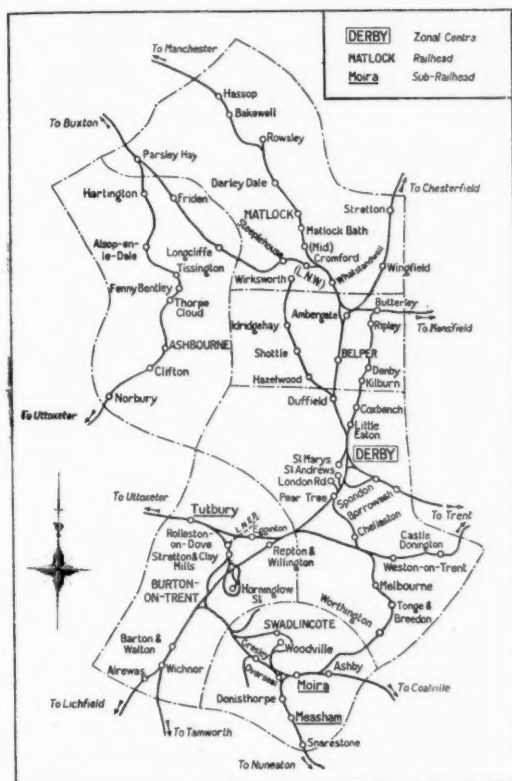 DERBY Zonal Centre
MATLOCK Railhead
Moira Sub-Railhead
To Manchester
Hassop
Bakewell
To Buxton
Rowsley
Parsley Hay
To Chesterfield
Hartington
Friden
Darley Dale
Stretton
MATLOCK
Matlock Bath
(Mid)
Alsop-en-
le-Dale
Longcliffe
Steeplehouse
Cromford
(L.N.W)
Whatstandwell
Tissington
Wingfield
Wirksworth
Fenny Bentley
Butterley
Thorpe
Cloud
Ambergate
To Mansfield
Idridgehay
Ripley
ASHBOURNE
Shottle
BELPER
Denby
Clifton
Kilburn
Hazelwood
Norbury
Duffield
Coxbench
To Uttoxeter
Little
Eaton
DERBY
St Marys
St Andrews
London Rd
Pear Tree
Spondon
Borrowash
To Uttoxeter
Tutbury
To Trent
Chellaston
L.N.E.R.
Egginton
Castle
Donington
Rolleston-
on-Dove
Stretton & Clay
Mills
Repton &
Willington
Weston-on-Trent
BURTON-
ON-TRENT
Horninglow
St
Melbourne
Worthington
Tonge &
Breedon
SWADLINCOTE
Barton &
Walton
Gresley
Woodville
Ashby
Alrewas
Wichnor
Moira
To Coalville
To Lichfield
Donisthorpe
To Tamworth
Measham
Snarestone
To Nuneaton